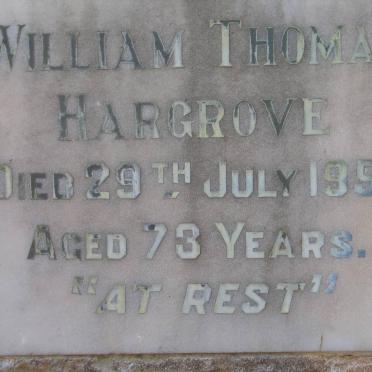 William Thoma
Hargrove
Died 29th July 195
Aged 73 Years.
"At Rest"